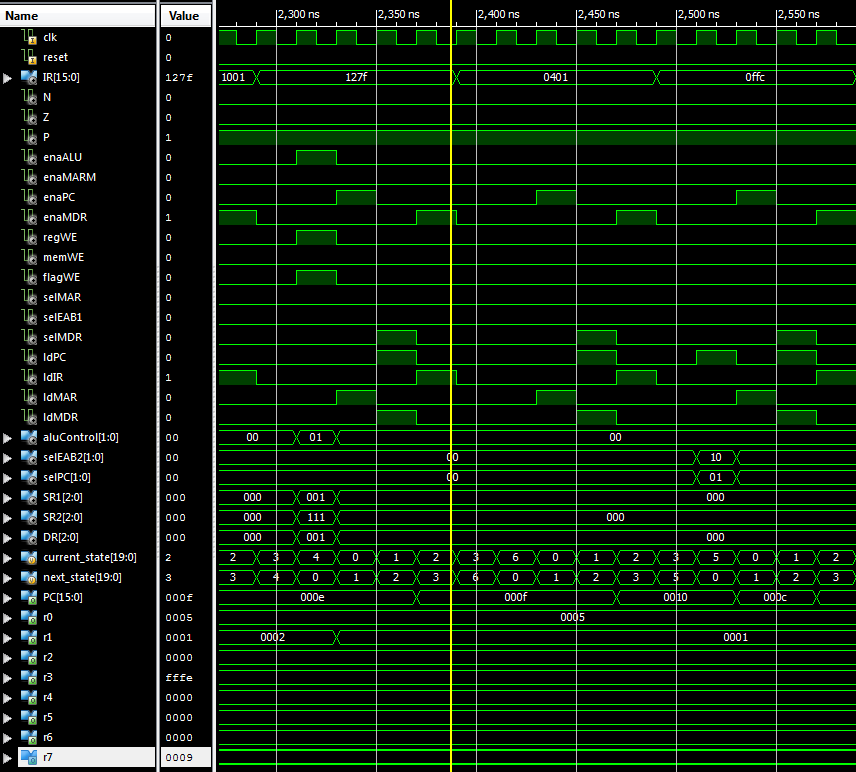 Name Value 2,300 ns 2,350 ns 2,400 ns 2,450 ns 2,500 ns 2,550 ns
clk 0
reset 0
IR[15:0] 127f 1001 127f 0401 0ffc
N 0
Z 0
P 1
enaALU 0
enaMARM 0
enaPC 0
enaMDR 1
regWE 0
memWE 0
flagWE 0
selMAR 0
selEAB1 0
selMDR 0
ldPC 0
ldIR 1
ldMAR 0
ldMDR 0
aluControl[1:0] 00 00 01 00
selEAB2[1:0] 00 00 10
selPC[1:0] 00 00 01
SR1[2:0] 000 000 001 000
SR2[2:0] 000 000 111 000
DR[2:0] 000 000 001 000
current_state[19:0] 2 2 3 4 0 1 2 3 6 0 1 2 3 5 0 1 2
next_state[19:0] 3 3 4 0 1 2 3 6 0 1 2 3 5 0 1 2 3
PC[15:0] 000f 000e 000f 0010 000c
r0 0005 0005
r1 0001 0002 0001
r2 0000
r3 fffe
r4 0000
r5 0000
r6 0000
r7 0009